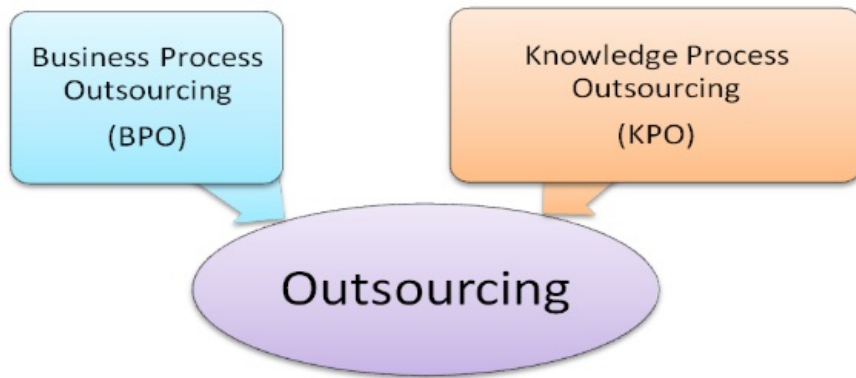 Business Process
Outsourcing
(BPO)
Knowledge Process
Outsourcing
(KPO)
Outsourcing